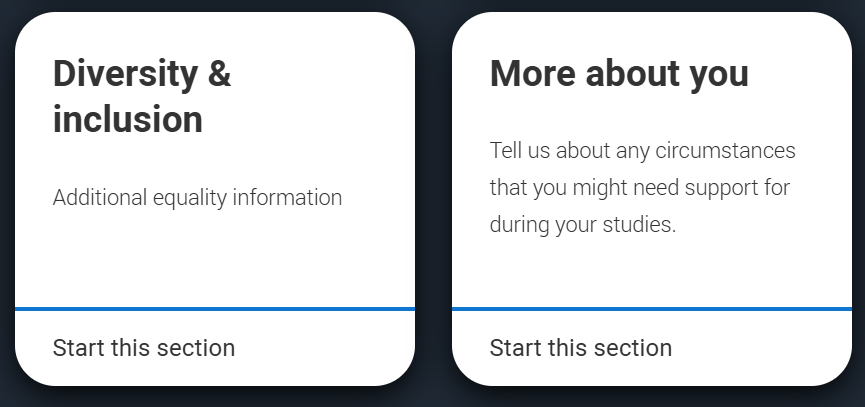 Diversity &
inclusion
Additional equality information
Start this section
More about you
Tell us about any circumstances
that you might need support for
during your studies.
Start this section